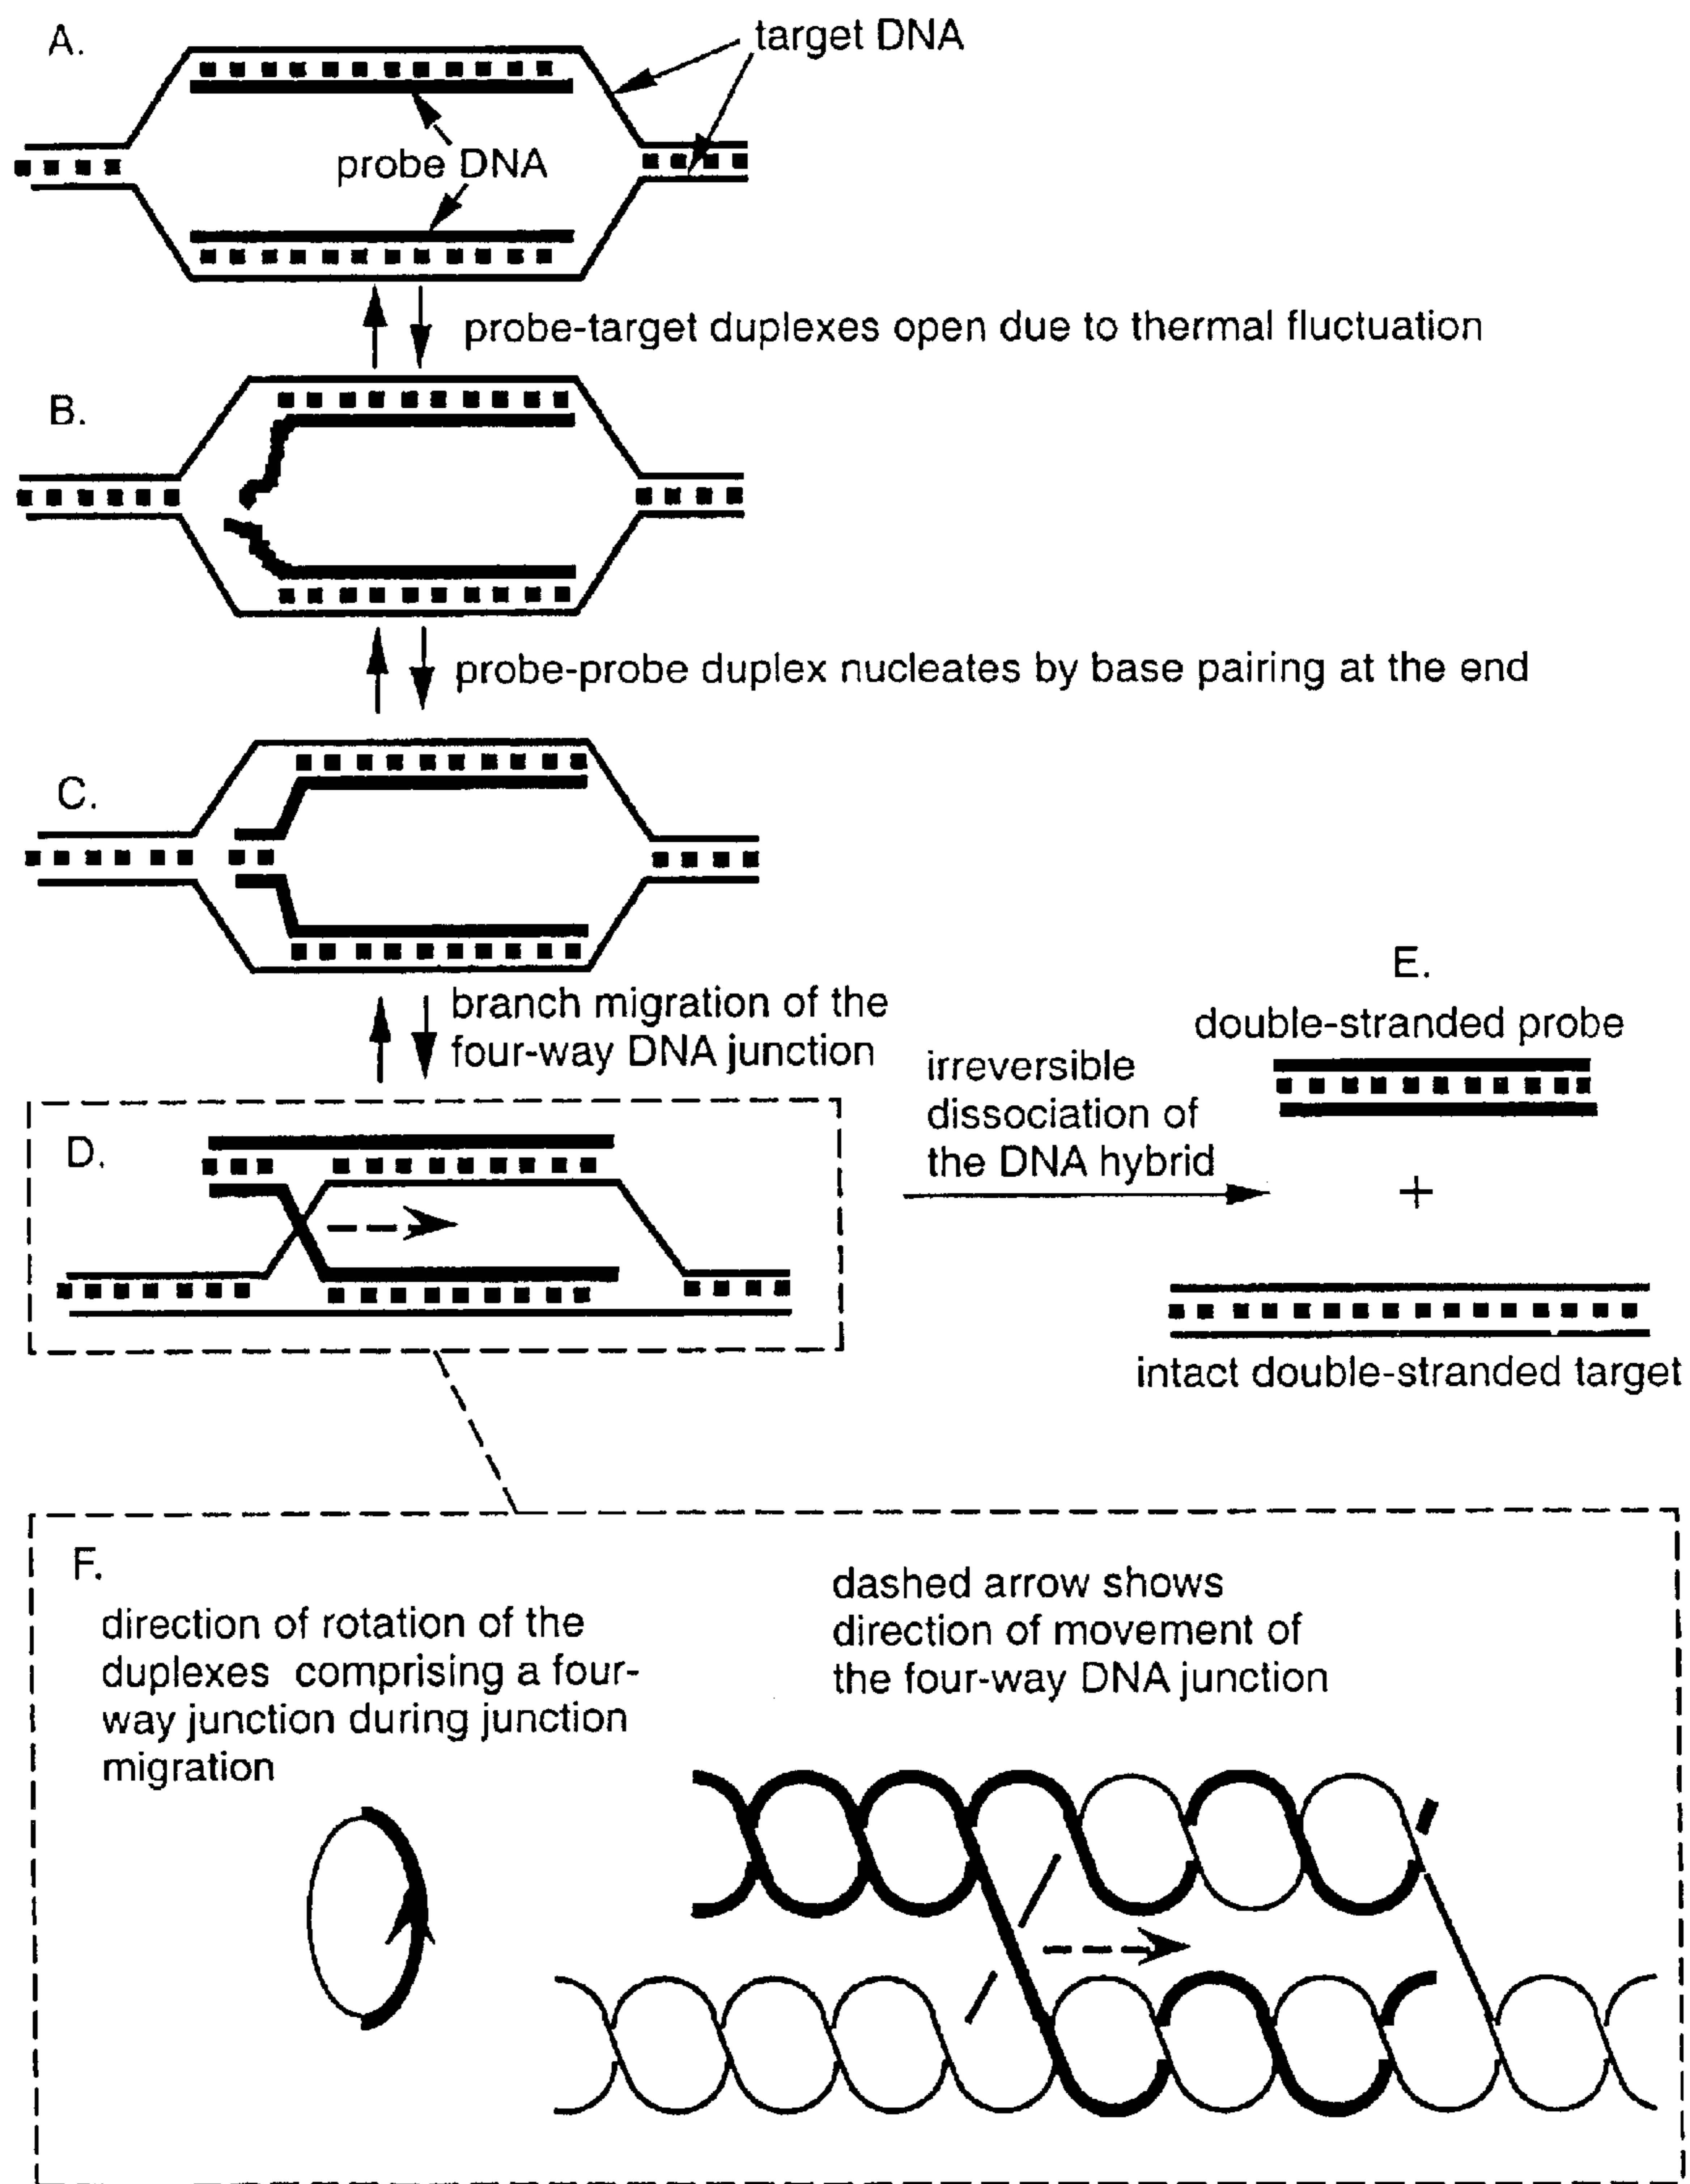 A.
target DNA
probe DNA
probe-target duplexes open due to thermal fluctuation
B.
probe-probe duplex nucleates by base pairing at the end
C.
branch migration of the
four-way DNA junction
D.
irreversible
dissociation of
the DNA hybrid
E.
double-stranded probe
+
intact double-stranded target
F.
direction of rotation of the
duplexes comprising a four-
way junction during junction
migration
dashed arrow shows
direction of movement of
the four-way DNA junction